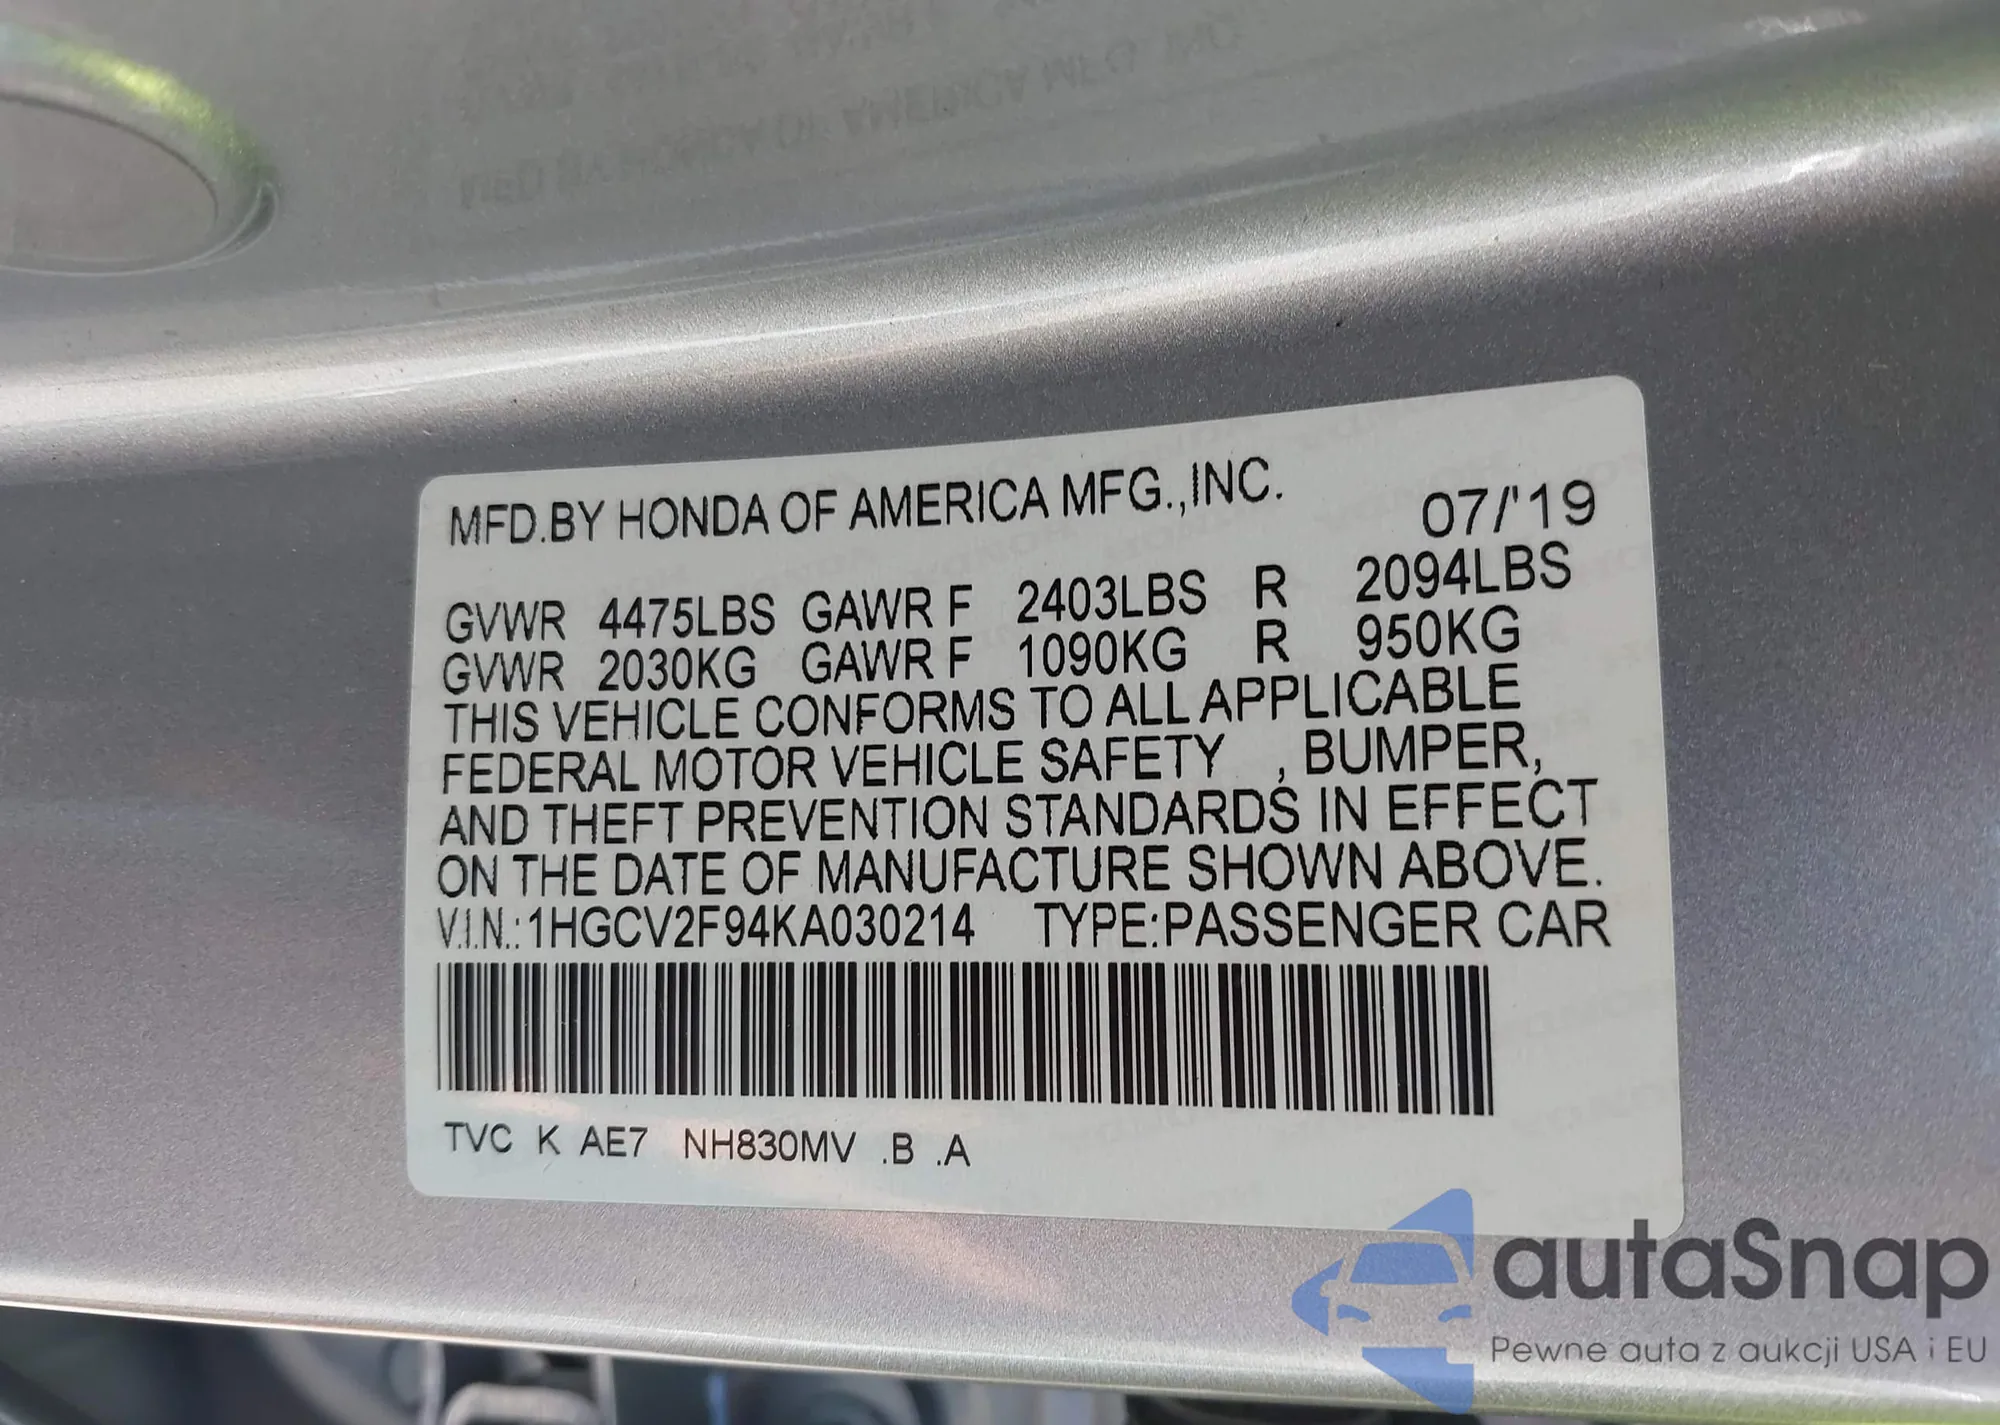 MFD.BY HONDA OF AMERICA MFG.,INC. 07/'19
GVWR 4475LBS GAWR F 2403LBS R 2094LBS
GVWR 2030KG GAWR F 1090KG R 950KG
THIS VEHICLE CONFORMS TO ALL APPLICABLE
FEDERAL MOTOR VEHICLE SAFETY , BUMPER,
AND THEFT PREVENTION STANDARDS IN EFFECT
ON THE DATE OF MANUFACTURE SHOWN ABOVE.
V.I.N.:1HGCV2F94KA030214 TYPE:PASSENGER CAR
TVC K AE7 NH830MV .B .A
autaSnap
Pewne auta z aukcji USA i EU